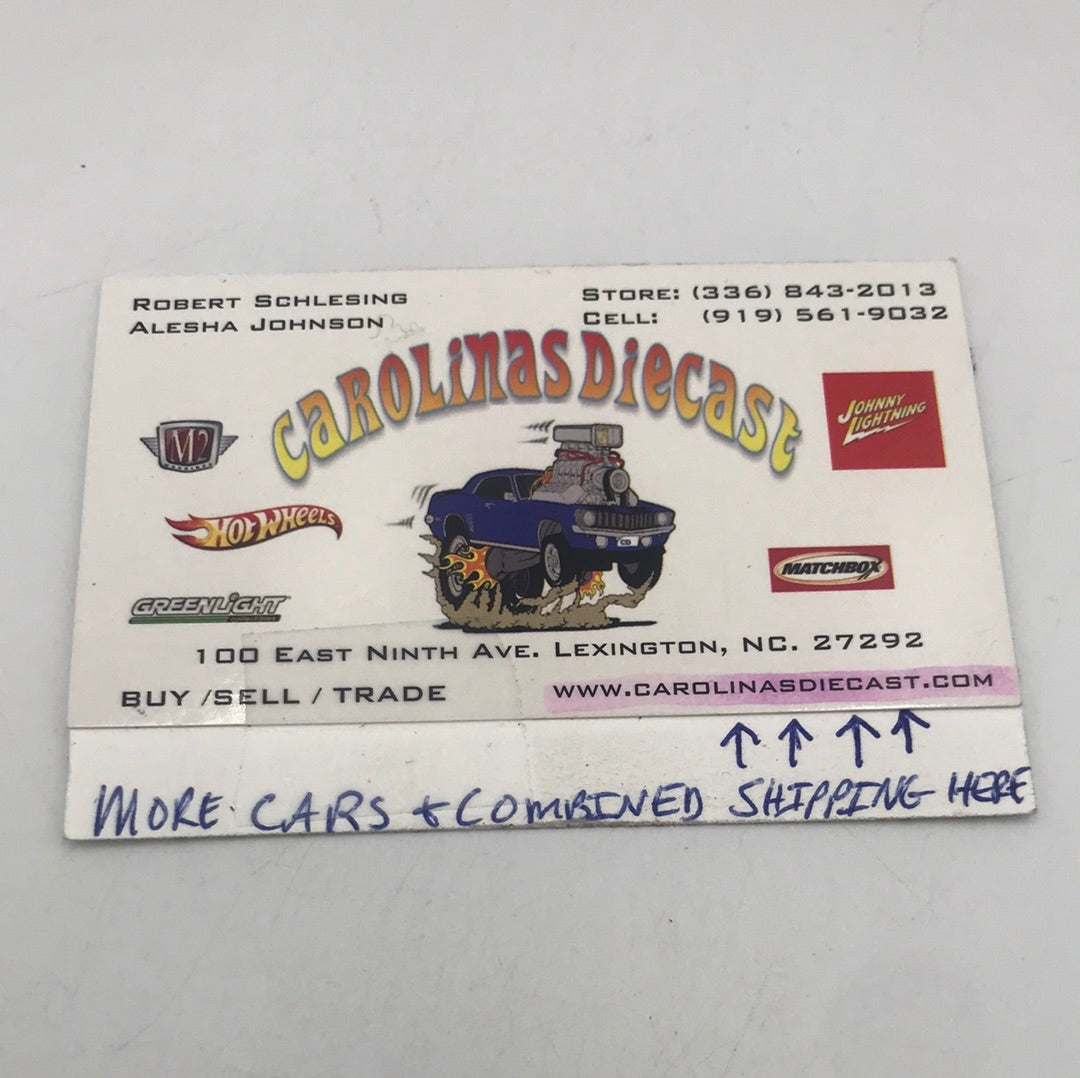 ROBERT SCHLESING
ALESHA JOHNSON
STORE: (336) 843-2013
CELL: (919) 561-9032
CAROLINAS DIECAST
M2
JOHNNY LIGHTNING
HOT WHEELS
MATCHBOX
GREENLIGHT
CD
100 EAST NINTH AVE. LEXINGTON, NC. 27292
BUY /SELL / TRADE
WWW.CAROLINASDIECAST.COM
↑ ↑ ↑ ↑
MORE CARS + COMBINED SHIPPING HERE